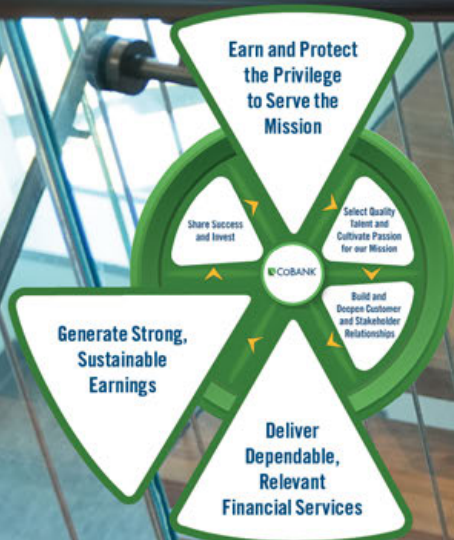 Earn and Protect
the Privilege
to Serve the
Mission
Select Quality
Talent and
Cultivate Passion
for our Mission
Build and
Deepen Customer
and Stakeholder
Relationships
Deliver
Dependable,
Relevant
Financial Services
Generate Strong,
Sustainable
Earnings
Share Success
and Invest
COBANK